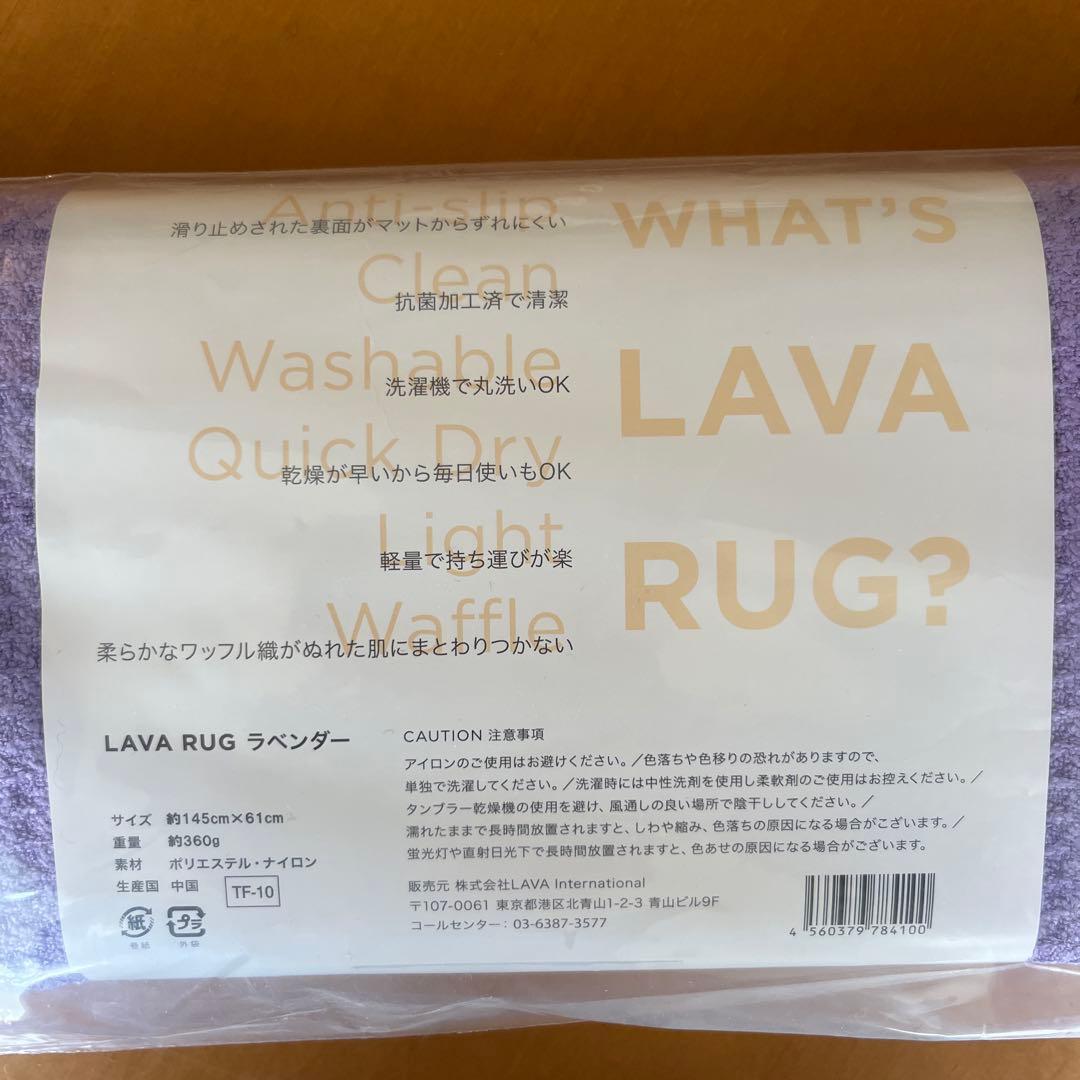 Anti-slip
滑り止めされた裏面がマットからずれにくい
Clean
抗菌加工済で清潔
Washable
洗濯機で丸洗いOK
Quick Dry
乾燥が早いから毎日使いもOK
Light
軽量で持ち運びが楽
Waffle
柔らかなワッフル織がぬれた肌にまとわりつかない
WHAT'S
LAVA
RUG?
LAVA RUG ラベンダー
サイズ 約145cm×61cm
重量 約360g
素材 ポリエステル・ナイロン
生産国 中国 TF-10
紙 プラ
巻紙 外袋
CAUTION 注意事項
アイロンのご使用はお避けください。／色落ちや色移りの恐れがありますので、
単独で洗濯してください。／洗濯時には中性洗剤を使用し柔軟剤のご使用はお控えください。／
タンブラー乾燥機の使用を避け、風通しの良い場所で陰干ししてください。／
濡れたままで長時間放置されますと、しわや縮み、色落ちの原因になる場合がこざいます。／
蛍光灯や直射日光下で長時間放置されますと、色あせの原因になる場合がございます。
販売元 株式会社LAVA International
〒107-0061 東京都港区北青山1-2-3 青山ビル9F
コールセンター：03-6387-3577
4 560379 784100